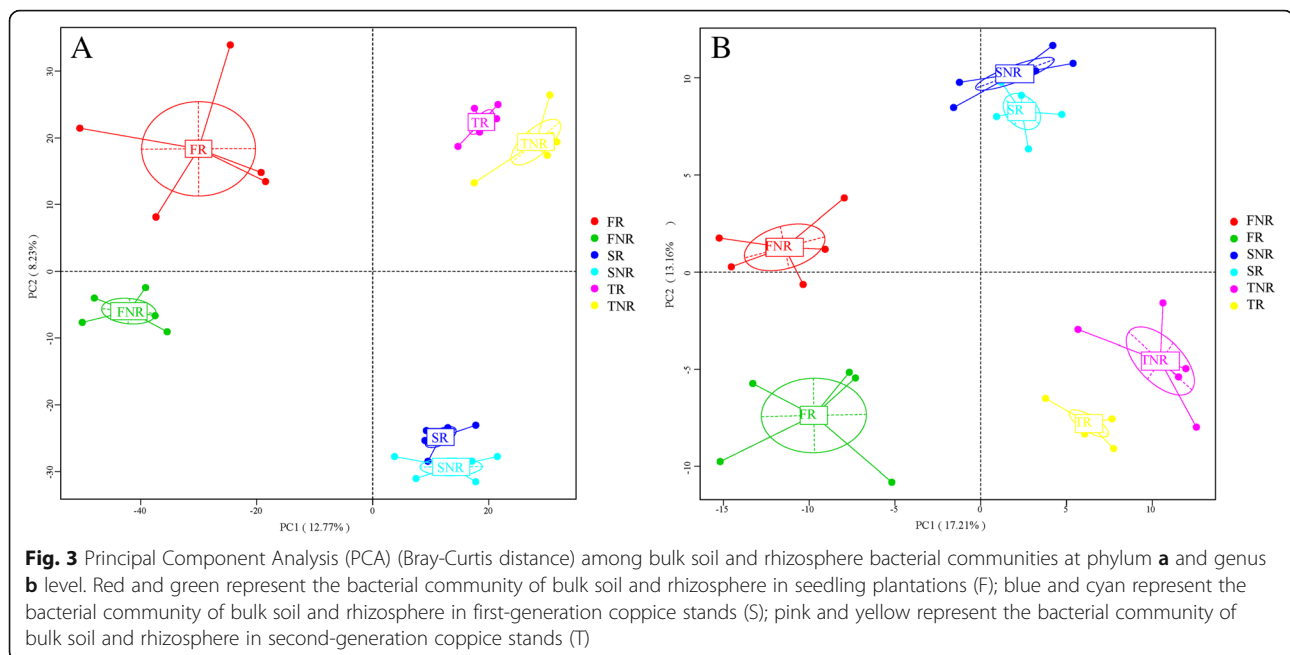 A
30
20
10
0
-10
-20
-30
PC2 ( 8.23%)
FR
TR
TNR
FNR
SR
SNR
-40
-20
0
20
PC1 ( 12.77%)
FR
FNR
SR
SNR
TR
TNR
B
10
5
0
-5
-10
PC2 ( 13.16% )
SNR
SR
FNR
TNR
FR
TR
-15
-10
-5
0
5
10
PC1 ( 17.21%)
FNR
FR
SNR
SR
TNR
TR
Fig. 3 Principal Component Analysis (PCA) (Bray-Curtis distance) among bulk soil and rhizosphere bacterial communities at phylum a and genus
b level. Red and green represent the bacterial community of bulk soil and rhizosphere in seedling plantations (F); blue and cyan represent the
bacterial community of bulk soil and rhizosphere in first-generation coppice stands (S); pink and yellow represent the bacterial community of
bulk soil and rhizosphere in second-generation coppice stands (T)